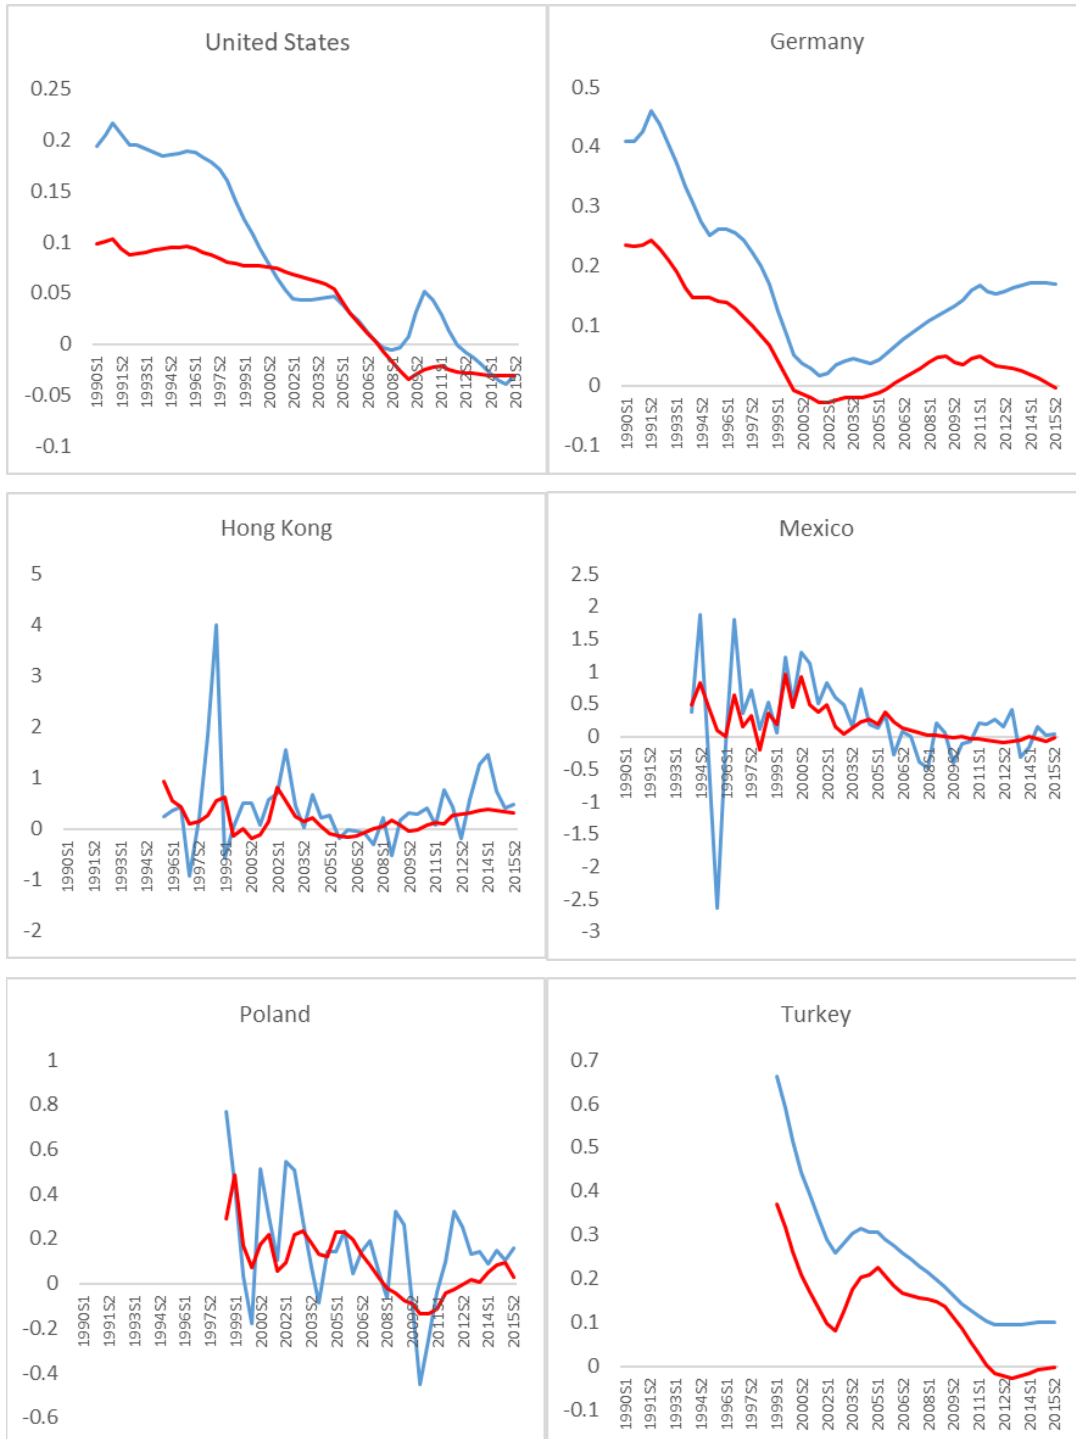 United States
0.25
0.2
0.15
0.1
0.05
0
-0.05
-0.1
1990S1
1991S2
1993S1
1994S2
1996S1
1997S2
1999S1
2000S2
2002S1
2003S2
2005S1
2006S2
2008S1
2009S2
2011S1
2012S2
2014S1
2015S2
Germany
0.5
0.4
0.3
0.2
0.1
0
-0.1
1990S1
1991S2
1993S1
1994S2
1996S1
1997S2
1999S1
2000S2
2002S1
2003S2
2005S1
2006S2
2008S1
2009S2
2011S1
2012S2
2014S1
2015S2
Hong Kong
5
4
3
2
1
0
-1
-2
1990S1
1991S2
1993S1
1994S2
1996S1
1997S2
1999S1
2000S2
2002S1
2003S2
2005S1
2006S2
2008S1
2009S2
2011S1
2012S2
2014S1
2015S2
Mexico
2.5
2
1.5
1
0.5
0
-0.5
-1
-1.5
-2
-2.5
-3
1990S1
1991S2
1993S1
1994S2
1996S1
1997S2
1999S1
2000S2
2002S1
2003S2
2005S1
2006S2
2008S1
2009S2
2011S1
2012S2
2014S1
2015S2
Poland
1
0.8
0.6
0.4
0.2
0
-0.2
-0.4
-0.6
1990S1
1991S2
1993S1
1994S2
1996S1
1997S2
1999S1
2000S2
2002S1
2003S2
2005S1
2006S2
2008S1
2009S2
2011S1
2012S2
2014S1
2015S2
Turkey
0.7
0.6
0.5
0.4
0.3
0.2
0.1
0
-0.1
1990S1
1991S2
1993S1
1994S2
1996S1
1997S2
1999S1
2000S2
2002S1
2003S2
2005S1
2006S2
2008S1
2009S2
2011S1
2012S2
2014S1
2015S2